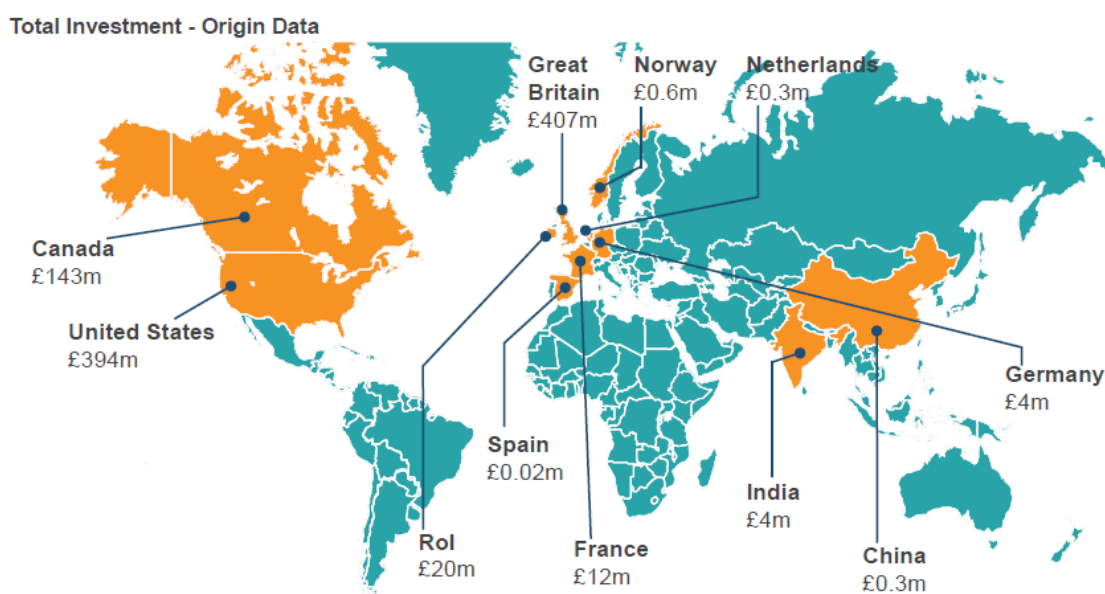 Total Investment - Origin Data
Great
Britain
£407m
Norway
£0.6m
Netherlands
£0.3m
Canada
£143m
United States
£394m
Germany
£4m
Spain
£0.02m
India
£4m
RoI
£20m
France
£12m
China
£0.3m